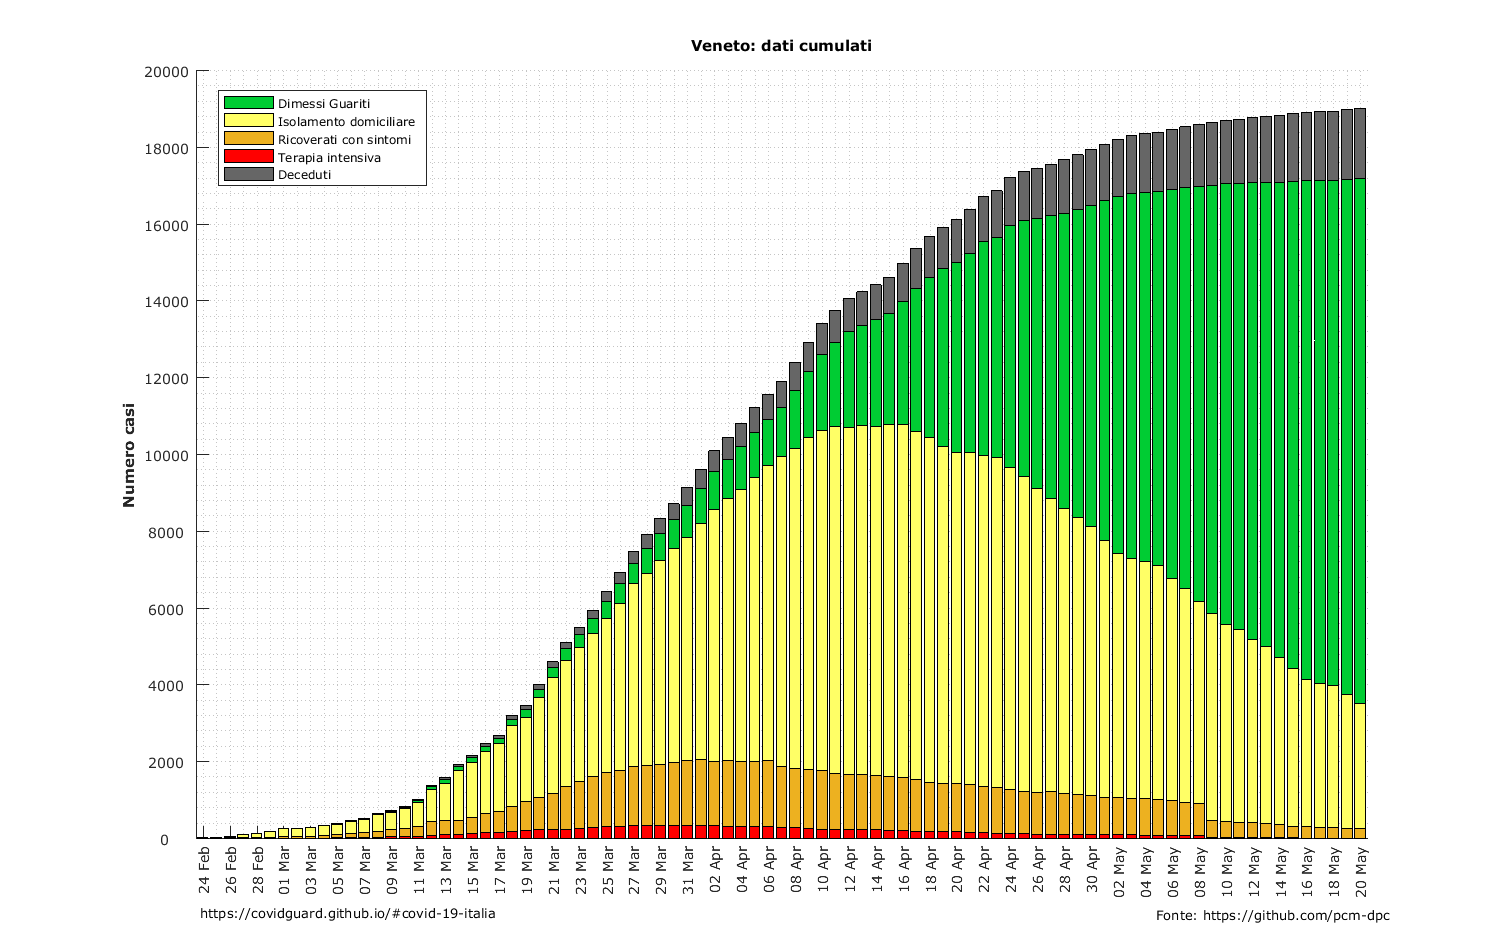 Veneto: dati cumulati
20000
18000
16000
14000
12000
10000
8000
6000
4000
2000
0
Numero casi
Dimessi Guariti
Isolamento domiciliare
Ricoverati con sintomi
Terapia intensiva
Deceduti
24 Feb
26 Feb
28 Feb
01 Mar
03 Mar
05 Mar
07 Mar
09 Mar
11 Mar
13 Mar
15 Mar
17 Mar
19 Mar
21 Mar
23 Mar
25 Mar
27 Mar
29 Mar
31 Mar
02 Apr
04 Apr
06 Apr
08 Apr
10 Apr
12 Apr
14 Apr
16 Apr
18 Apr
20 Apr
22 Apr
24 Apr
26 Apr
28 Apr
30 Apr
02 May
04 May
06 May
08 May
10 May
12 May
14 May
16 May
18 May
20 May
https://covidguard.github.io/#covid-19-italia
Fonte: https://github.com/pcm-dpc